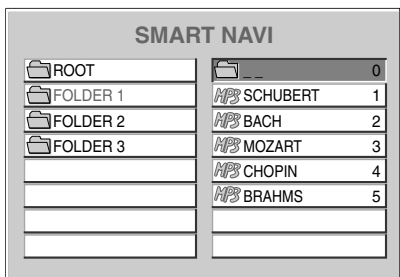 SMART NAVI
ROOT
FOLDER 1
FOLDER 2
FOLDER 3
_ _ 0
MP3 SCHUBERT 1
MP3 BACH 2
MP3 MOZART 3
MP3 CHOPIN 4
MP3 BRAHMS 5